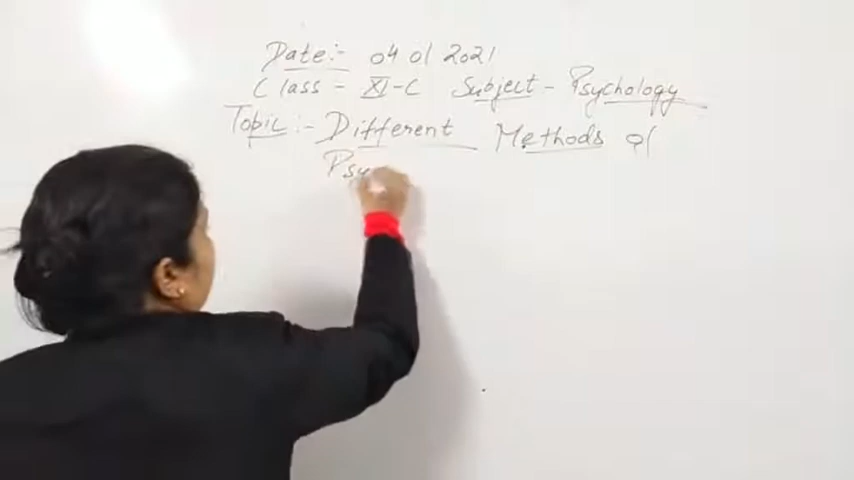 Date:- 04 01 2021
Class - XI-C Subject - Psychology
Topic:- Different Methods of
Psy